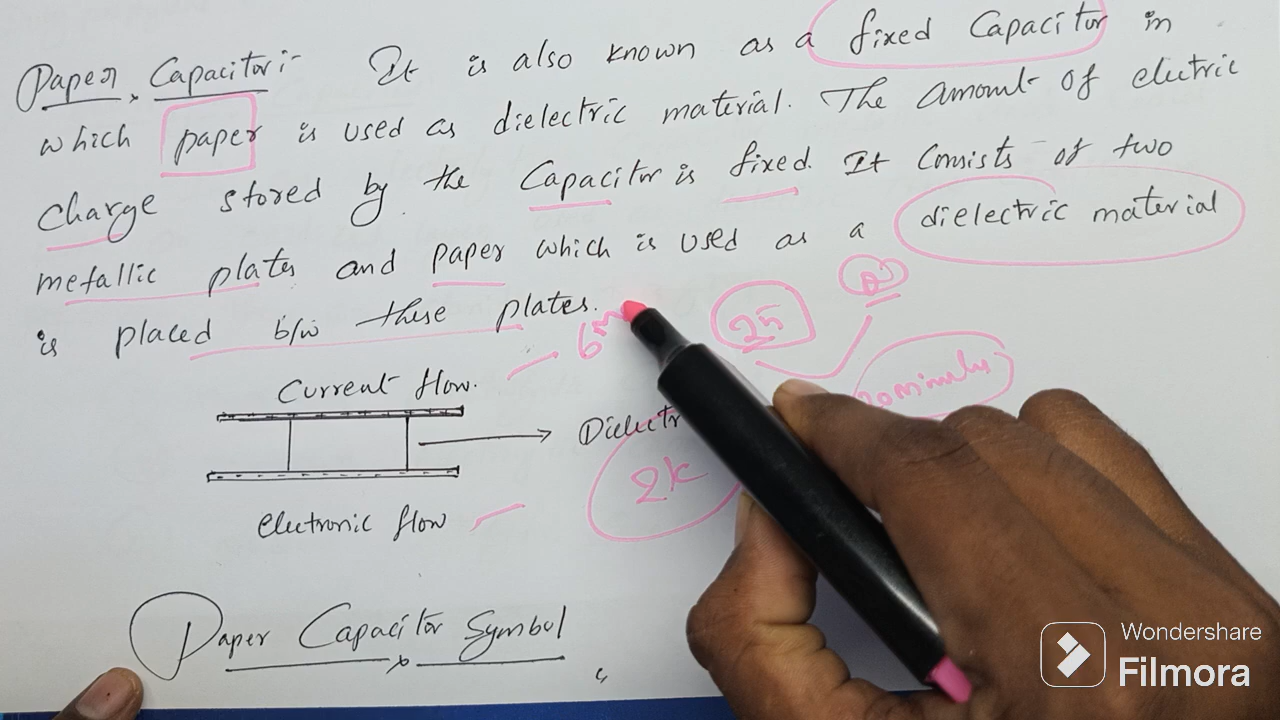 Paper Capacitor:- It is also known as a fixed Capacitor in
which paper is used as dielectric material. The amount of electric
charge stored by the Capacitor is fixed. It Consists of two
metallic plates and paper which is used as a dielectric material
is placed b/w these plates.
25
Current flow.
Dielectr
2K
electronic flow
Paper Capacitor Symbol
Wondershare
Filmora